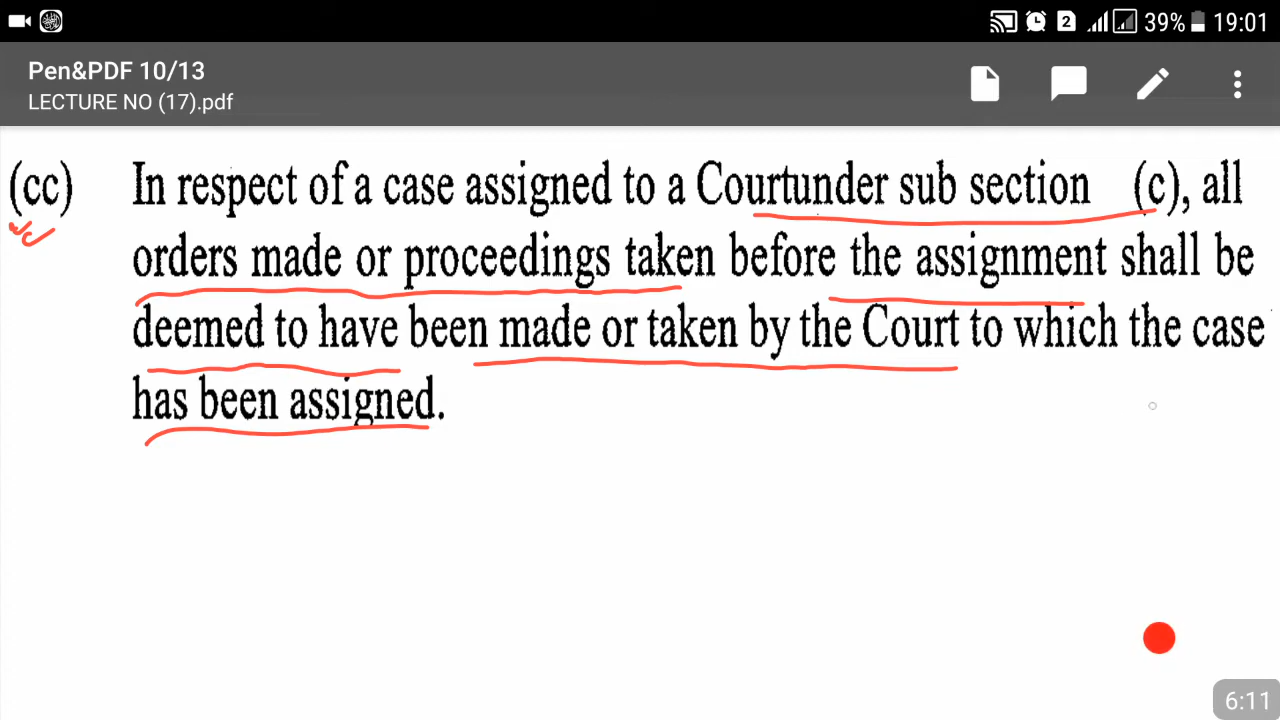 2 39% 19:01
Pen&PDF 10/13
LECTURE NO (17).pdf
(cc) In respect of a case assigned to a Courtunder sub section (c), all
orders made or proceedings taken before the assignment shall be
deemed to have been made or taken by the Court to which the case
has been assigned.
6:11